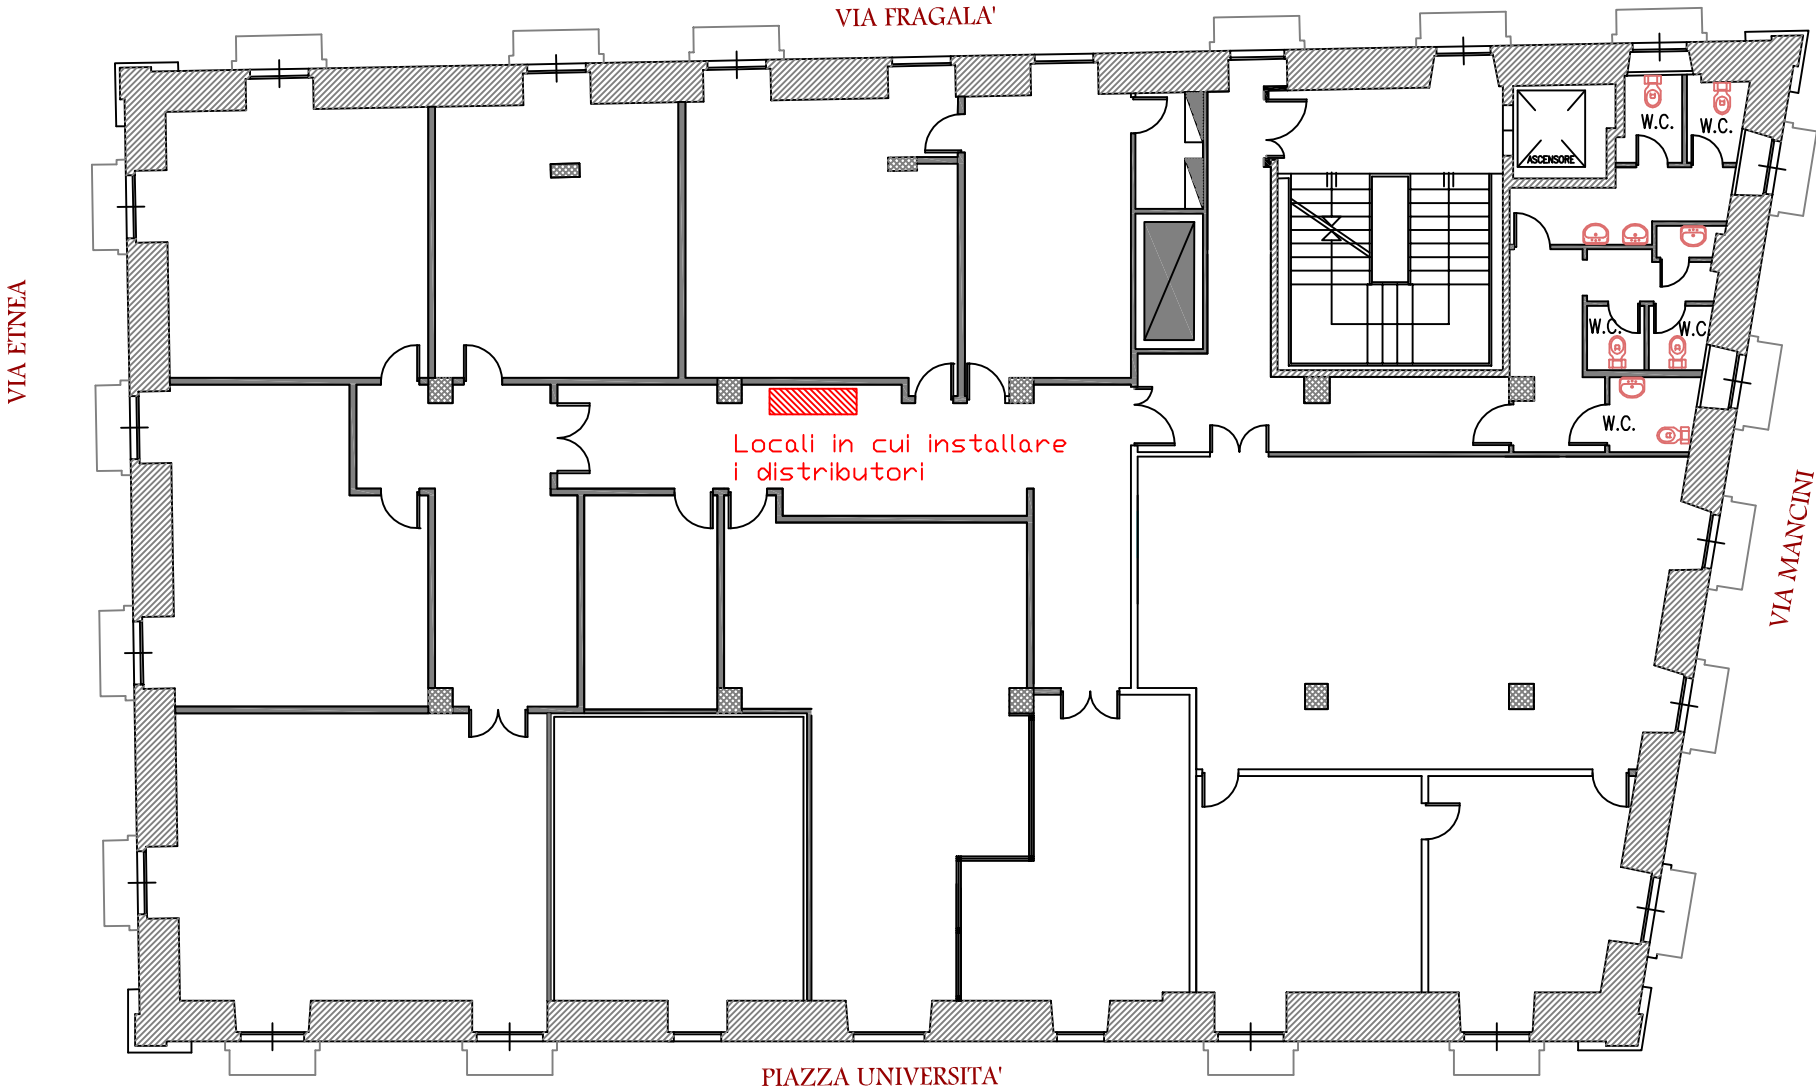 VIA FRAGALA'
W.C.
W.C.
ASCENSORE
VIA ETNEA
W.C.
W.C.
W.C.
Locali in cui installare
i distributori
VIA MANCINI
PIAZZA UNIVERSITA'